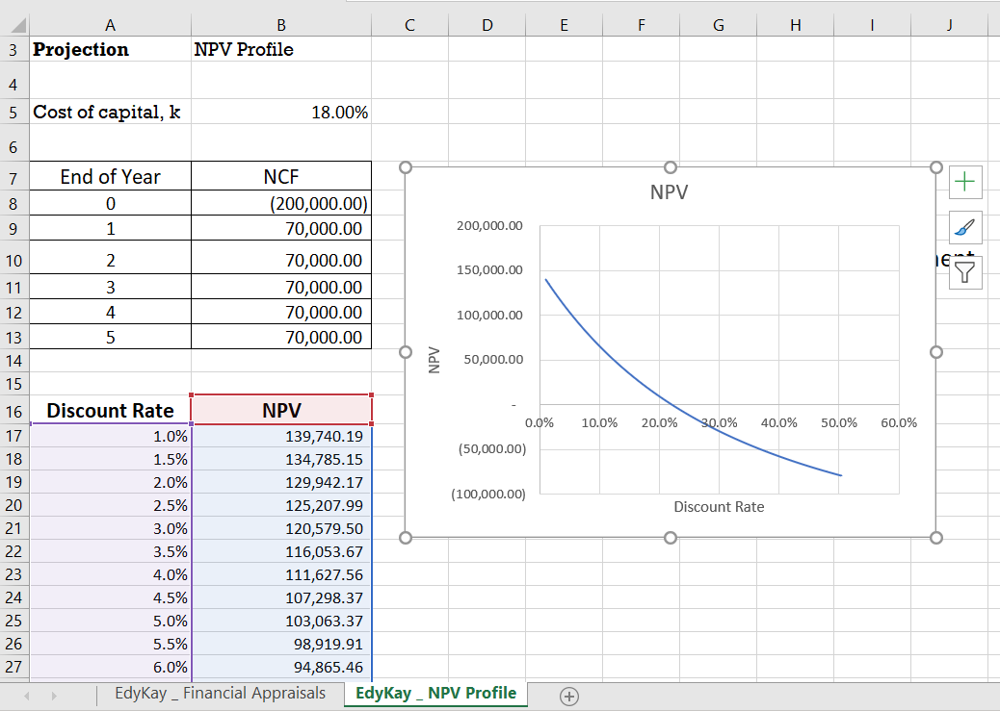 A B C D E F G H I J
3 Projection NPV Profile
4
5 Cost of capital, k 18.00%
6
7 End of Year NCF
8 0 (200,000.00)
9 1 70,000.00
10 2 70,000.00
11 3 70,000.00
12 4 70,000.00
13 5 70,000.00
14
15
16 Discount Rate NPV
17 1.0% 139,740.19
18 1.5% 134,785.15
19 2.0% 129,942.17
20 2.5% 125,207.99
21 3.0% 120,579.50
22 3.5% 116,053.67
23 4.0% 111,627.56
24 4.5% 107,298.37
25 5.0% 103,063.37
26 5.5% 98,919.91
27 6.0% 94,865.46
NPV
200,000.00
150,000.00
100,000.00
50,000.00
-
(50,000.00)
(100,000.00)
NPV
0.0% 10.0% 20.0% 30.0% 40.0% 50.0% 60.0%
Discount Rate
EdyKay _ Financial Appraisals EdyKay _ NPV Profile